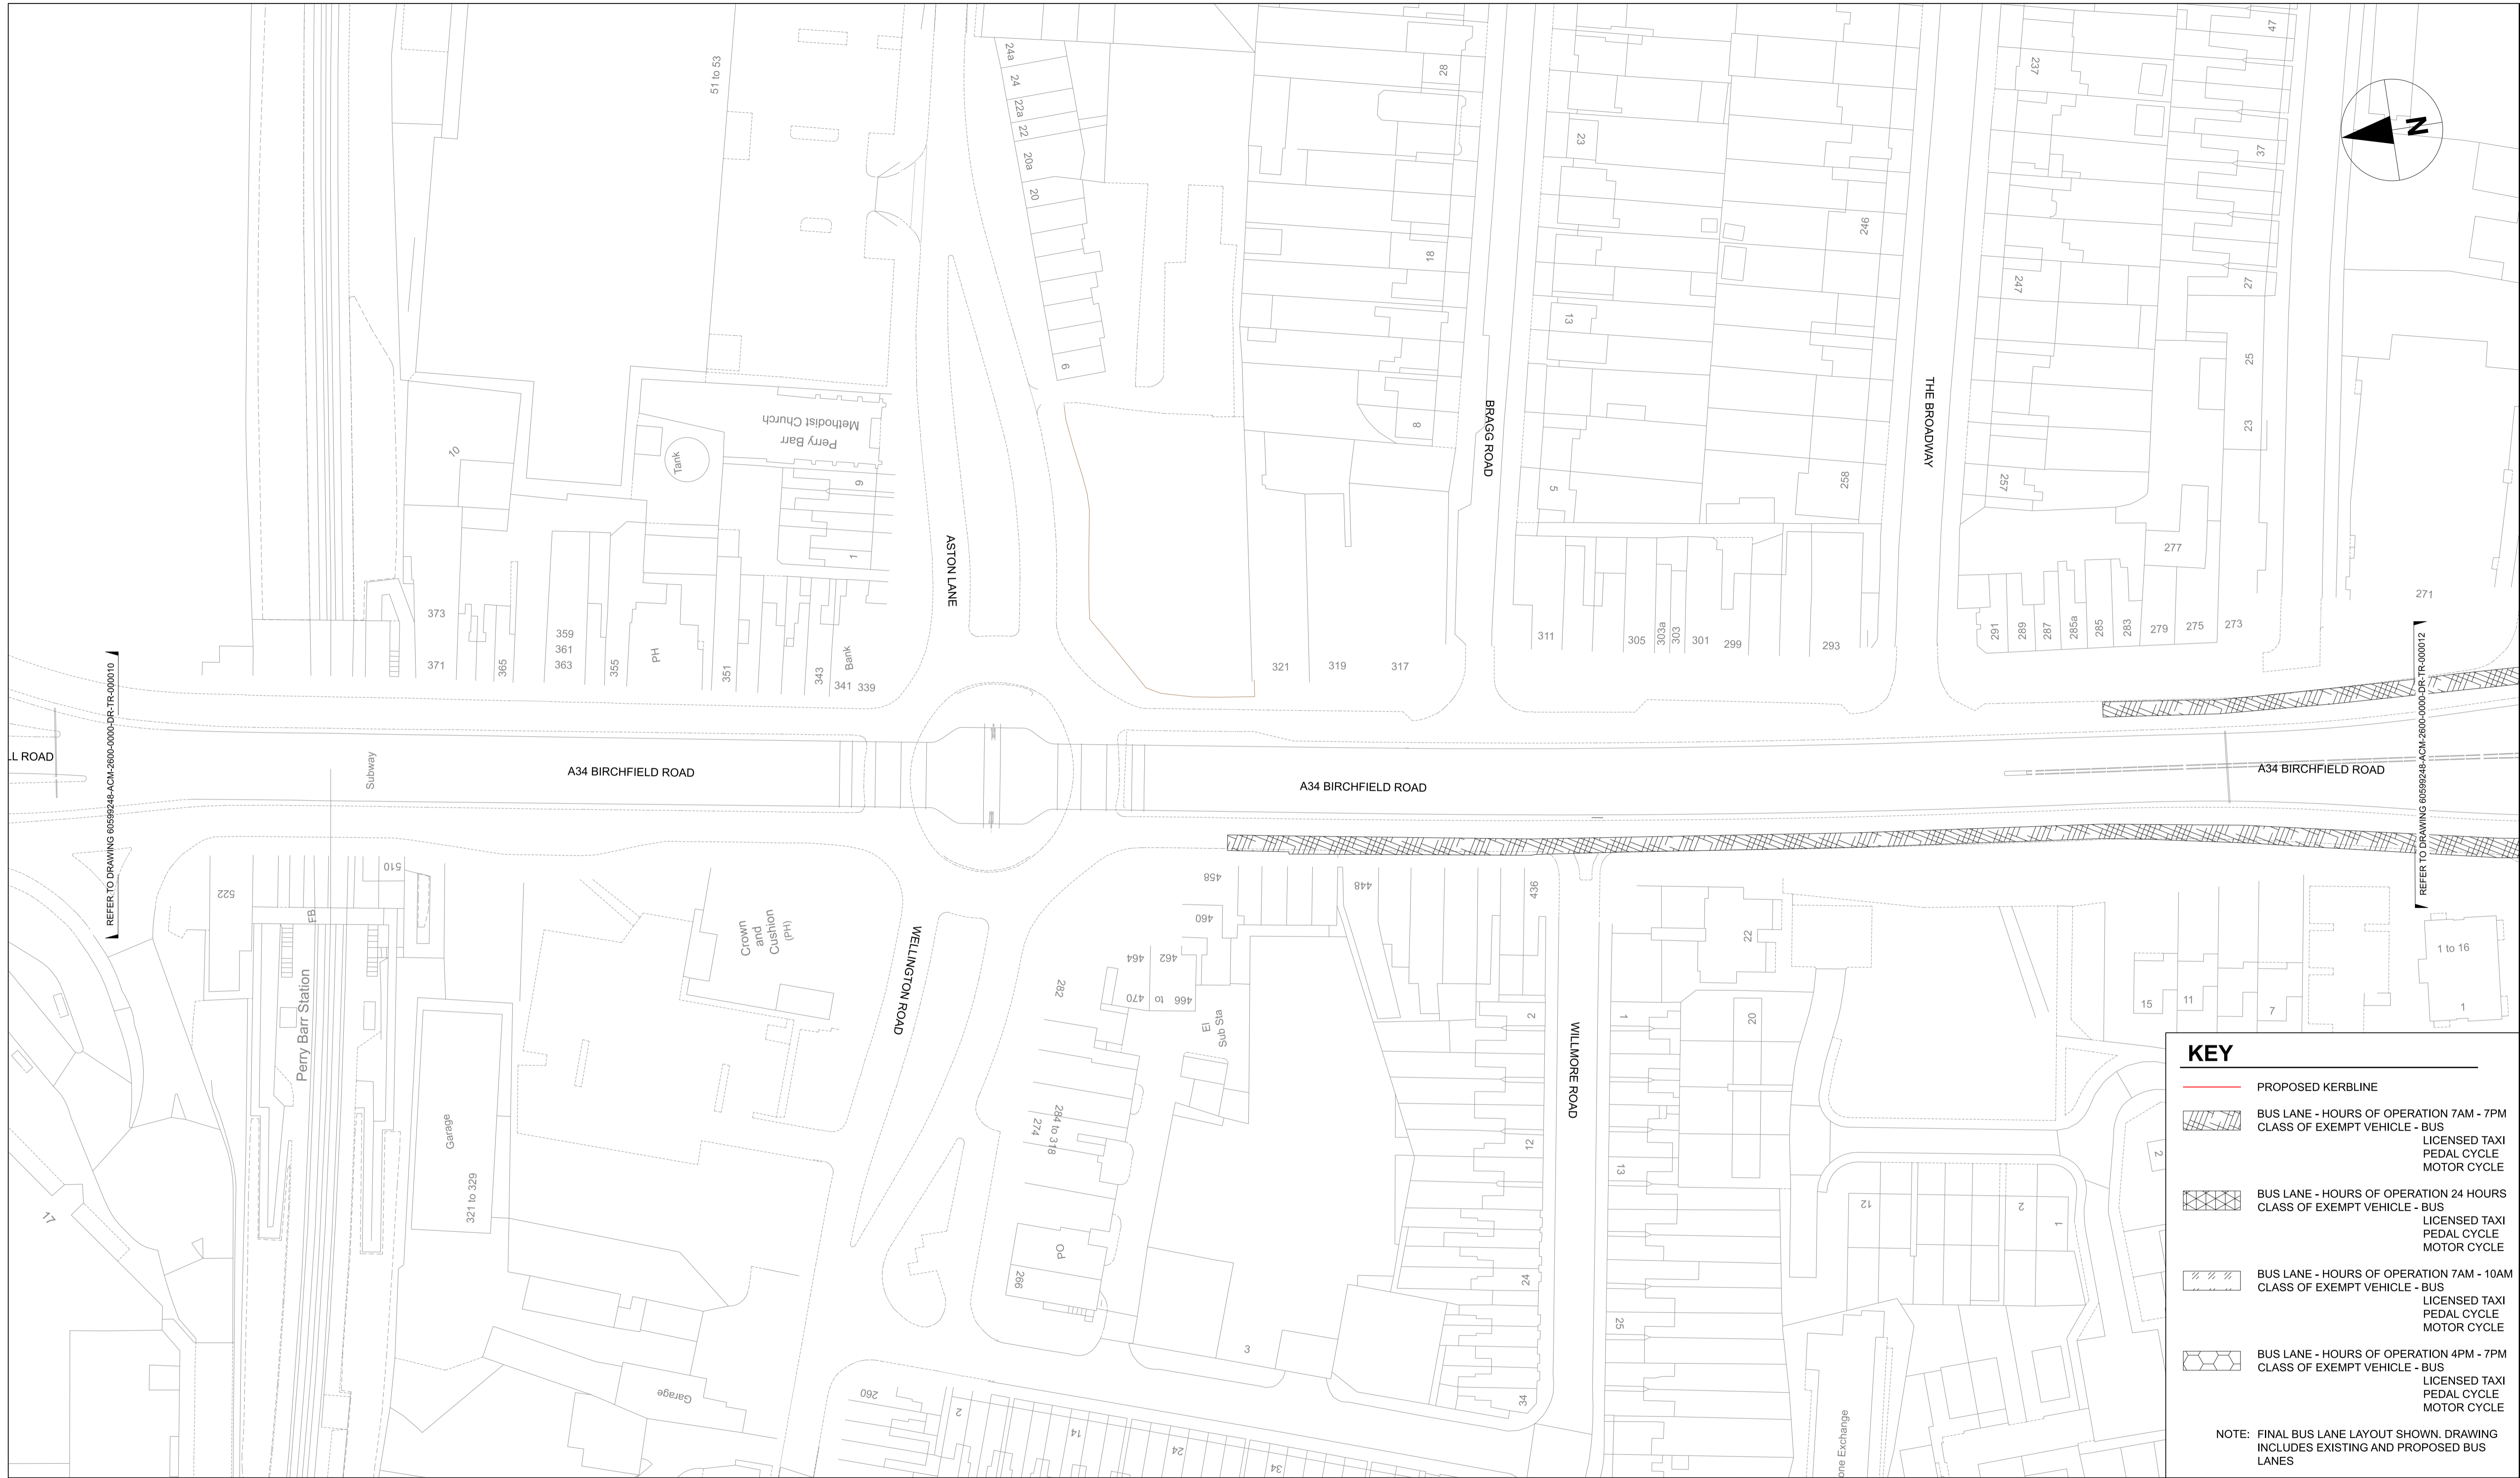 24a
24
22a
22
20a
20
6
51 to 53
28
18
8
23
13
5
246
258
237
247
257
47
37
27
25
23
N
Perry Barr
Methodist Church
Tank
10
9
1
373
371
365
359
361
363
355
PH
351
343
Bank
341
339
ASTON LANE
BRAGG ROAD
THE BROADWAY
321
319
317
311
305
303a
303
301
299
293
291
289
287
285a
285
283
279
277
275
273
271
REFER TO DRAWING 60599248-ACM-2600-0000-DR-TR-000010
REFER TO DRAWING 60599248-ACM-2600-0000-DR-TR-000012
LL ROAD
Subway
A34 BIRCHFIELD ROAD
A34 BIRCHFIELD ROAD
A34 BIRCHFIELD ROAD
522
FB
510
Perry Barr Station
Garage
321 to 329
17
Crown
and
Cushion
(PH)
WELLINGTON ROAD
458
460
448
436
464
462
470 to 466
El
Sub Sta
282
284 to 318
274
PO
266
3
Garage
260
2
14
24
34
2
12
24
34
WILLMORE ROAD
1
13
25
22
20
12
2
1
2
15
11
7
1 to 16
1
one Exchange
KEY
PROPOSED KERBLINE
BUS LANE - HOURS OF OPERATION 7AM - 7PM
CLASS OF EXEMPT VEHICLE - BUS
LICENSED TAXI
PEDAL CYCLE
MOTOR CYCLE
BUS LANE - HOURS OF OPERATION 24 HOURS
CLASS OF EXEMPT VEHICLE - BUS
LICENSED TAXI
PEDAL CYCLE
MOTOR CYCLE
BUS LANE - HOURS OF OPERATION 7AM - 10AM
CLASS OF EXEMPT VEHICLE - BUS
LICENSED TAXI
PEDAL CYCLE
MOTOR CYCLE
BUS LANE - HOURS OF OPERATION 4PM - 7PM
CLASS OF EXEMPT VEHICLE - BUS
LICENSED TAXI
PEDAL CYCLE
MOTOR CYCLE
NOTE: FINAL BUS LANE LAYOUT SHOWN. DRAWING
INCLUDES EXISTING AND PROPOSED BUS
LANES